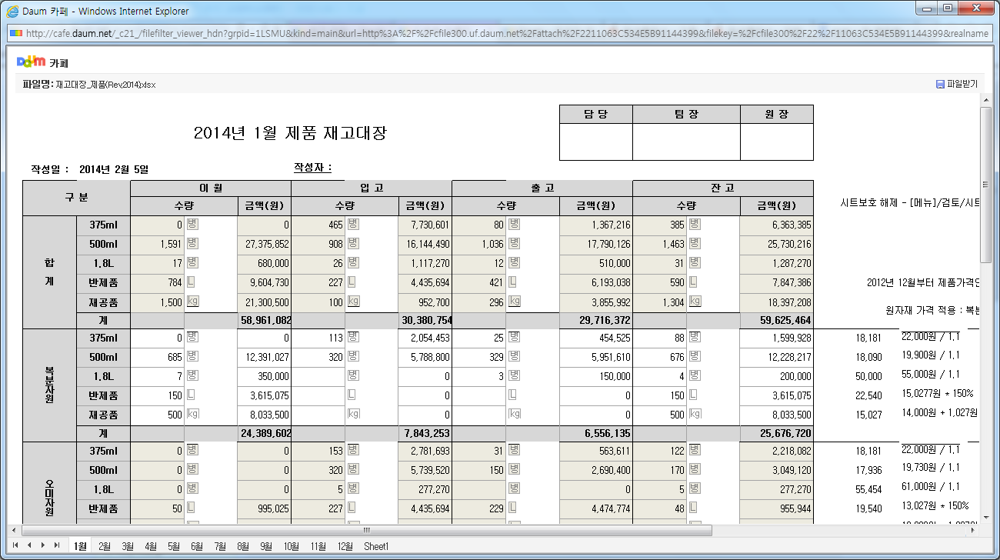 Daum 카페 - Windows Internet Explorer
http://cafe.daum.net/_c21_/filefilter_viewer_hdn?grpid=1LSMU&kind=main&url=http%3A%2F%2Fcfile300.uf.daum.net%2Fattach%2F2211063C534E5B91144399&filekey=%2Fcfile300%2F22%2F11063C534E5B91144399&realname
Daum 카페
파일명: 재고대장_제품(Rev.2014).xlsx 파일받기
담 당 팀 장 원 장
2014년 1월 제품 재고대장
작성일 : 2014년 2월 5일 작성자 :
구 분 이 월 입 고 출 고 잔 고
수량 금액(원) 수량 금액(원) 수량 금액(원) 수량 금액(원)
시트보호 해제 - [메뉴]/검토/시트
합 계
375ml 0 병 0 465 병 7,730,601 80 병 1,367,216 385 병 6,363,385
500ml 1,591 병 27,375,852 908 병 16,144,490 1,036 병 17,790,126 1,463 병 25,730,216
1.8L 17 병 680,000 26 병 1,117,270 12 병 510,000 31 병 1,287,270
반제품 784 L 9,604,730 227 L 4,435,694 421 L 6,193,038 590 L 7,847,386 2012년 12월부터 제품가격인
재공품 1,500 kg 21,300,500 100 kg 952,700 296 kg 3,855,992 1,304 kg 18,397,208 원자재 가격 적용 : 복분
계 58,961,082 30,380,754 29,716,372 59,625,464
복분자원
375ml 0 병 0 113 병 2,054,453 25 병 454,525 88 병 1,599,928 18,181 22,000원 / 1.1
500ml 685 병 12,391,027 320 병 5,788,800 329 병 5,951,610 676 병 12,228,217 18,090 19,900원 / 1.1
1.8L 7 병 350,000 병 0 3 병 150,000 4 병 200,000 50,000 55,000원 / 1.1
반제품 150 L 3,615,075 L 0 L 0 150 L 3,615,075 22,540 15,0277원 * 150%
재공품 500 kg 8,033,500 kg 0 kg 0 500 kg 8,033,500 15,027 14,000원 + 1,027원
계 24,389,602 7,843,253 6,556,135 25,676,720
오미자원
375ml 0 병 0 153 병 2,781,693 31 병 563,611 122 병 2,218,082 18,181 22,000원 / 1.1
500ml 0 병 0 320 병 5,739,520 150 병 2,690,400 170 병 3,049,120 17,936 19,730원 / 1.1
1.8L 0 병 0 5 병 277,270 병 0 5 병 277,270 55,454 61,000원 / 1.1
반제품 50 L 995,025 227 L 4,435,694 229 L 4,474,774 48 L 955,944 19,540 13,027원 * 150%
1월 2월 3월 4월 5월 6월 7월 8월 9월 10월 11월 12월 Sheet1